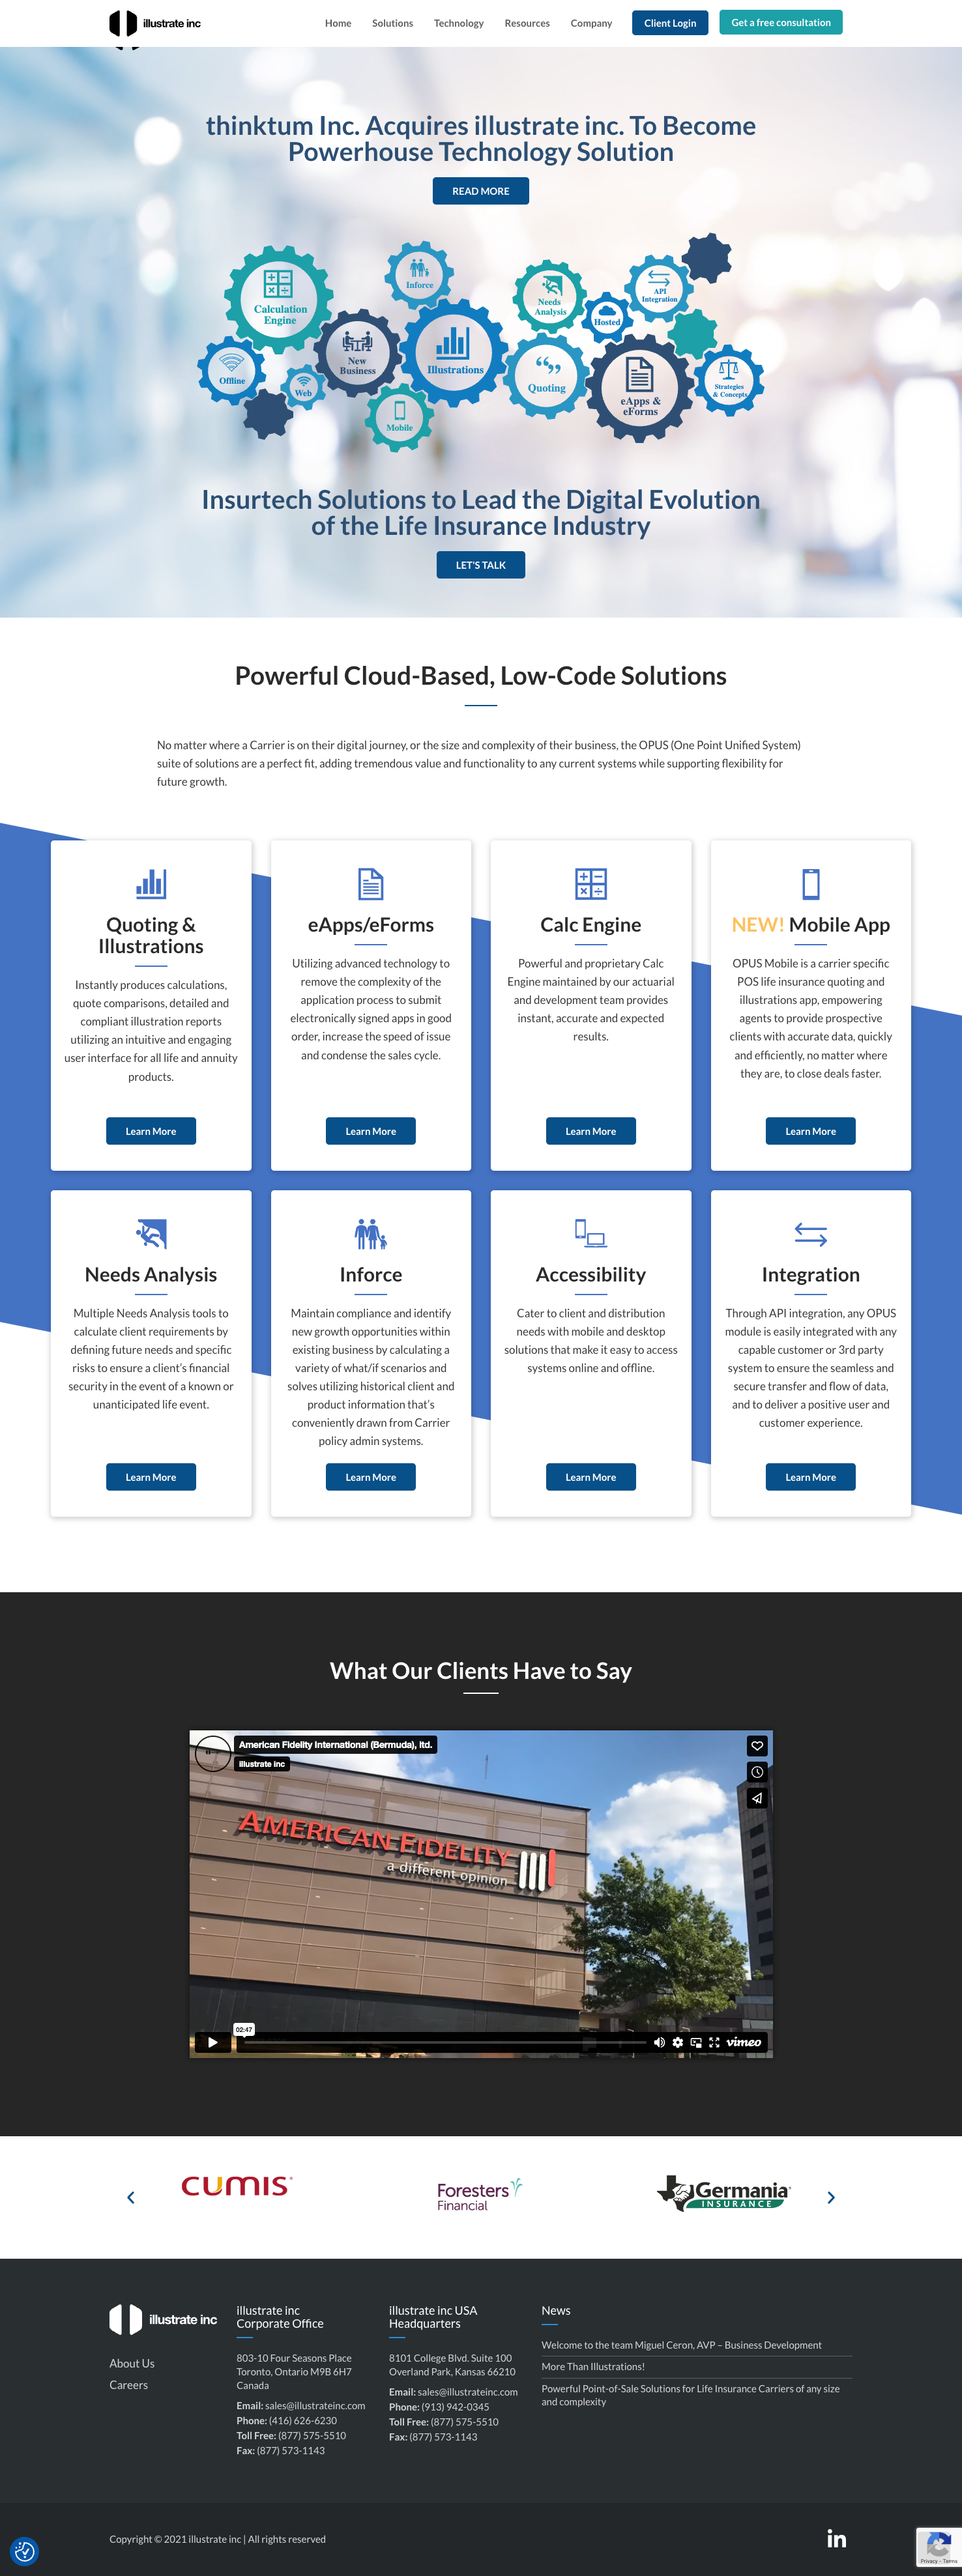 illustrate inc
Home
Solutions
Technology
Resources
Company
Client Login
Get a free consultation
thinktum Inc. Acquires illustrate inc. To Become
Powerhouse Technology Solution
READ MORE
Calculation
Engine
Inforce
Needs
Analysis
API
Integration
Hosted
New
Business
Illustrations
Offline
Web
Quoting
eApps &
eForms
Strategies
& Concepts
Mobile
Insurtech Solutions to Lead the Digital Evolution
of the Life Insurance Industry
LET'S TALK
Powerful Cloud-Based, Low-Code Solutions
No matter where a Carrier is on their digital journey, or the size and complexity of their business, the OPUS (One Point Unified System)
suite of solutions are a perfect fit, adding tremendous value and functionality to any current systems while supporting flexibility for
future growth.
Quoting &
Illustrations
Instantly produces calculations,
quote comparisons, detailed and
compliant illustration reports
utilizing an intuitive and engaging
user interface for all life and annuity
products.
Learn More
eApps/eForms
Utilizing advanced technology to
remove the complexity of the
application process to submit
electronically signed apps in good
order, increase the speed of issue
and condense the sales cycle.
Learn More
Calc Engine
Powerful and proprietary Calc
Engine maintained by our actuarial
and development team provides
instant, accurate and expected
results.
Learn More
NEW! Mobile App
OPUS Mobile is a carrier specific
POS life insurance quoting and
illustrations app, empowering
agents to provide prospective
clients with accurate data, quickly
and efficiently, no matter where
they are, to close deals faster.
Learn More
Needs Analysis
Multiple Needs Analysis tools to
calculate client requirements by
defining future needs and specific
risks to ensure a client's financial
security in the event of a known or
unanticipated life event.
Learn More
Inforce
Maintain compliance and identify
new growth opportunities within
existing business by calculating a
variety of what/if scenarios and
solves utilizing historical client and
product information that's
conveniently drawn from Carrier
policy admin systems.
Learn More
Accessibility
Cater to client and distribution
needs with mobile and desktop
solutions that make it easy to access
systems online and offline.
Learn More
Integration
Through API integration, any OPUS
module is easily integrated with any
capable customer or 3rd party
system to ensure the seamless and
secure transfer and flow of data,
and to deliver a positive user and
customer experience.
Learn More
What Our Clients Have to Say
American Fidelity International (Bermuda), ltd.
illustrate inc
AMERICAN FIDELITY
a different opinion
02:47
vimeo
CUMIS
Foresters
Financial
Germania
INSURANCE
illustrate inc
About Us
Careers
illustrate inc
Corporate Office
803-10 Four Seasons Place
Toronto, Ontario M9B 6H7
Canada
Email: sales@illustrateinc.com
Phone: (416) 626-6230
Toll Free: (877) 575-5510
Fax: (877) 573-1143
illustrate inc USA
Headquarters
8101 College Blvd. Suite 100
Overland Park, Kansas 66210
Email: sales@illustrateinc.com
Phone: (913) 942-0345
Toll Free: (877) 575-5510
Fax: (877) 573-1143
News
Welcome to the team Miguel Ceron, AVP – Business Development
More Than Illustrations!
Powerful Point-of-Sale Solutions for Life Insurance Carriers of any size
and complexity
Copyright © 2021 illustrate inc | All rights reserved
in
Privacy - Terms